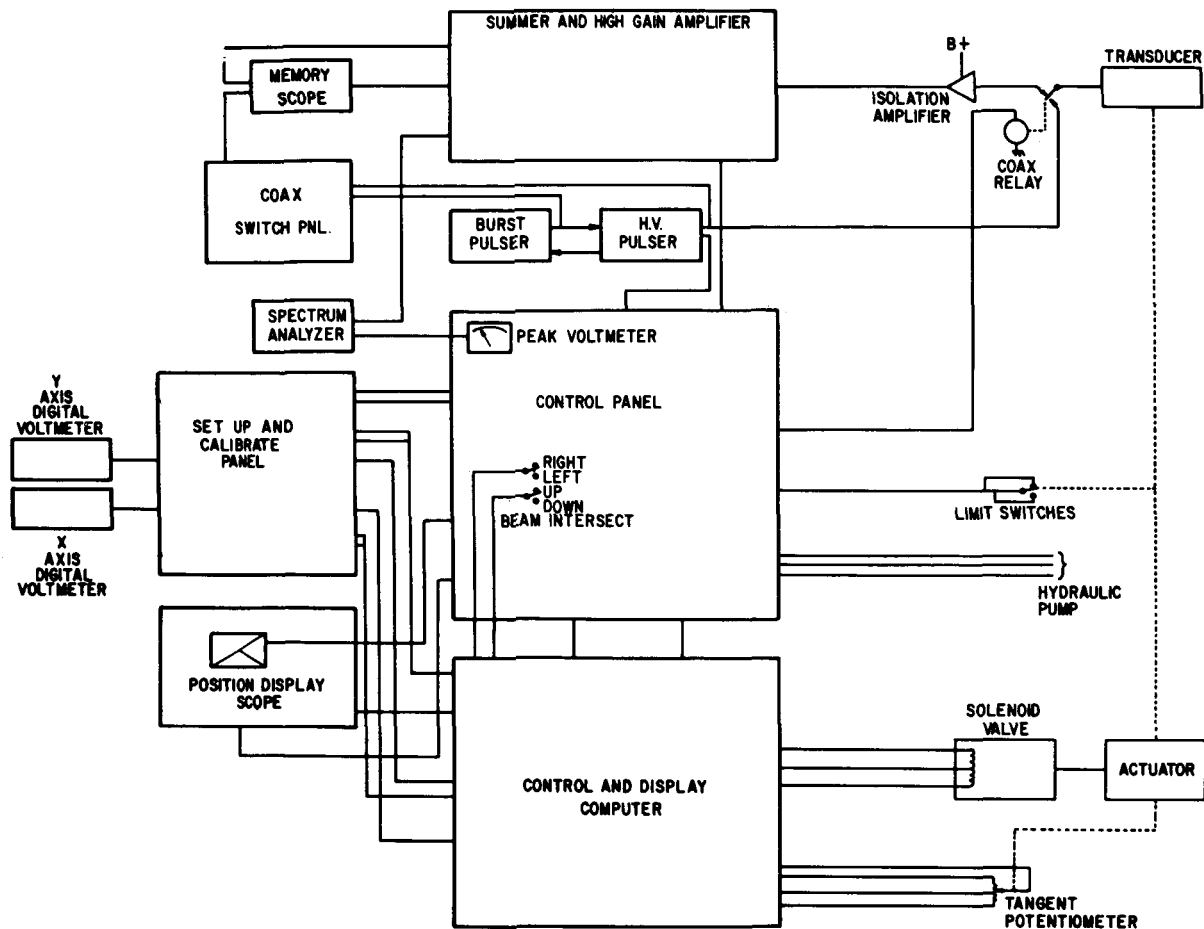 SUMMER AND HIGH GAIN AMPLIFIER
B+
TRANSDUCER
MEMORY
SCOPE
ISOLATION
AMPLIFIER
COAX
RELAY
COAX
SWITCH PNL.
BURST
PULSER
H.V.
PULSER
SPECTRUM
ANALYZER
PEAK VOLTMETER
Y
AXIS
DIGITAL
VOLTMETER
SET UP AND
CALIBRATE
PANEL
CONTROL PANEL
RIGHT
LEFT
UP
DOWN
BEAM INTERSECT
LIMIT SWITCHES
X
AXIS
DIGITAL
VOLTMETER
HYDRAULIC
PUMP
POSITION DISPLAY
SCOPE
SOLENOID
VALVE
ACTUATOR
CONTROL AND DISPLAY
COMPUTER
TANGENT
POTENTIOMETER